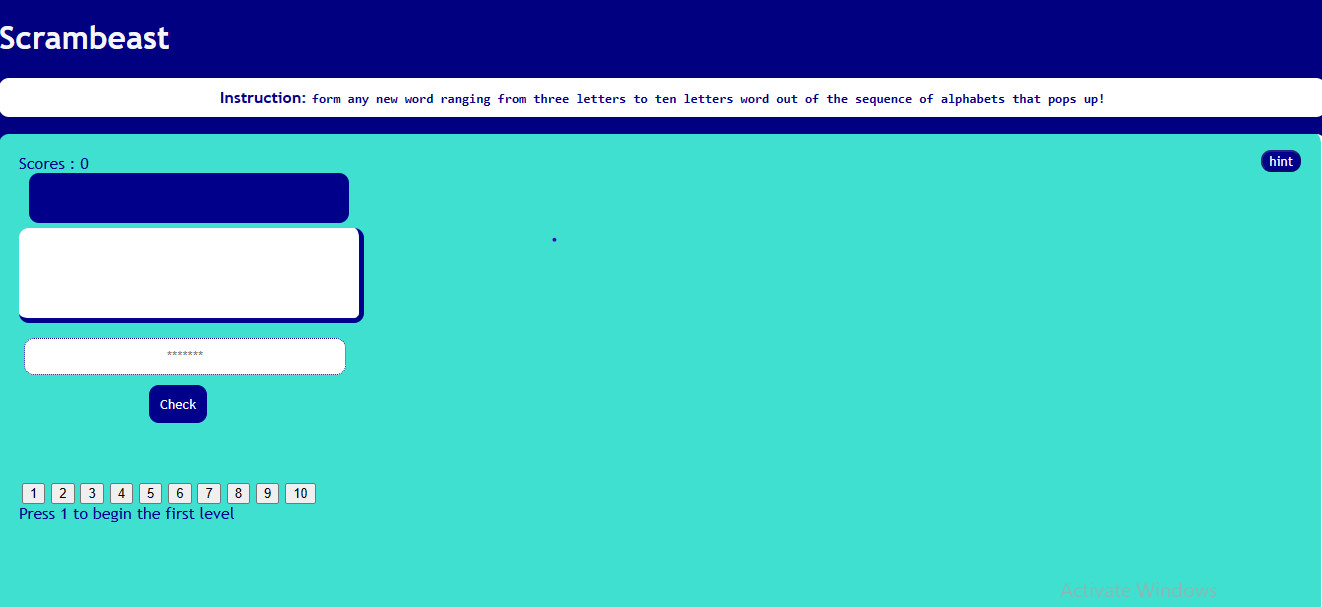 Scrambeast
Instruction: form any new word ranging from three letters to ten letters word out of the sequence of alphabets that pops up!
Scores : 0
hint
*******
Check
1 2 3 4 5 6 7 8 9 10
Press 1 to begin the first level
Activate Windows